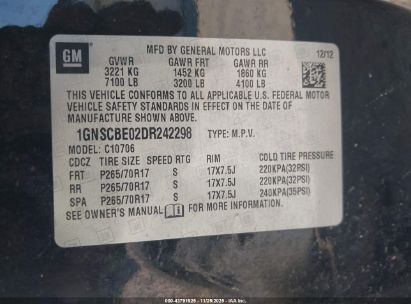 GM
MFD BY GENERAL MOTORS LLC
12/12
GVWR GAWR FRT GAWR RR
3221 KG 1452 KG 1860 KG
7100 LB 3200 LB 4100 LB
THIS VEHICLE CONFORMS TO ALL APPLICABLE
U.S. FEDERAL MOTOR
VEHICLE SAFETY STANDARDS IN EFFECT ON THE DATE OF
MANUFACTURE SHOWN ABOVE.
1GNSCBE02DR242298 TYPE: M.P.V.
MODEL: C10706
CDCZ TIRE SIZE SPEED RTG RIM COLD TIRE PRESSURE
FRT P265/70R17 S 17X7.5J 220KPA(32PSI)
RR P265/70R17 S 17X7.5J 220KPA(32PSI)
SPA P265/70R17 S 17X7.5J 240KPA(35PSI)
SEE OWNER'S MANUAL FOR MORE INFORMATION.